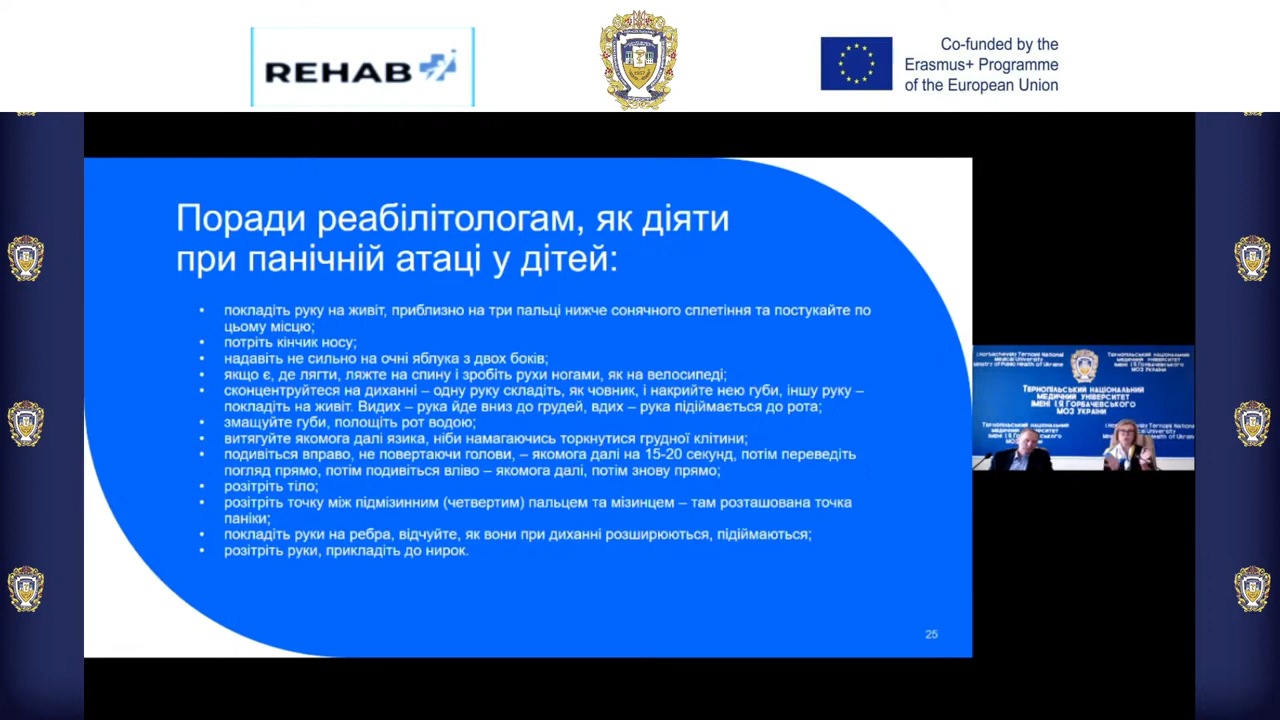 REHAB
Co-funded by the
Erasmus+ Programme
of the European Union
Поради реабілітологам, як діяти
при панічній атаці у дітей:
• покладіть руку на живіт, приблизно на три пальці нижче сонячного сплетіння та постукайте по
цьому місцю;
• потріть кінчик носу;
• надавіть не сильно на очні яблука з двох боків;
• якщо є, де лягти, ляжте на спину і зробіть рухи ногами, як на велосипеді;
• сконцентруйтеся на диханні – одну руку складіть, як човник, і накрийте нею губи, іншу руку –
покладіть на живіт. Видих – рука йде вниз до грудей, вдих – рука підіймається до рота;
• змащуйте губи, полощіть рот водою;
• витягуйте якомога далі язика, ніби намагаючись торкнутися грудної клітини;
• подивіться вправо, не повертаючи голови, – якомога далі на 15-20 секунд, потім переведіть
погляд прямо, потім подивіться вліво – якомога далі, потім знову прямо;
• розітріть тіло;
• розітріть точку між підмізинним (четвертим) пальцем та мізинцем – там розташована точка
паніки;
• покладіть руки на ребра, відчуйте, як вони при диханні розширюються, підіймаються;
• розітріть руки, прикладіть до нирок.
25
Тернопільський національний
медичний університет
імені І.Я.Горбачевського
МОЗ України